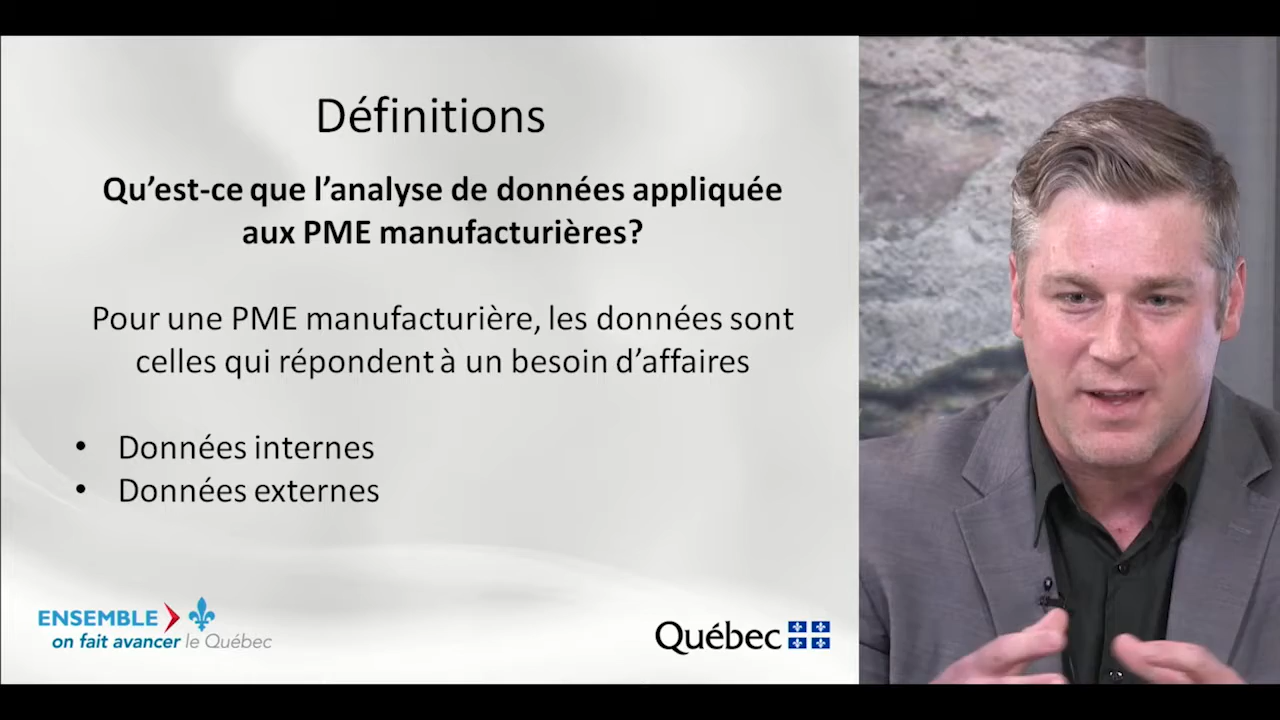 Définitions
Qu’est-ce que l’analyse de données appliquée
aux PME manufacturières?
Pour une PME manufacturière, les données sont
celles qui répondent à un besoin d’affaires
• Données internes
• Données externes
ENSEMBLE
on fait avancer le Québec
Québec